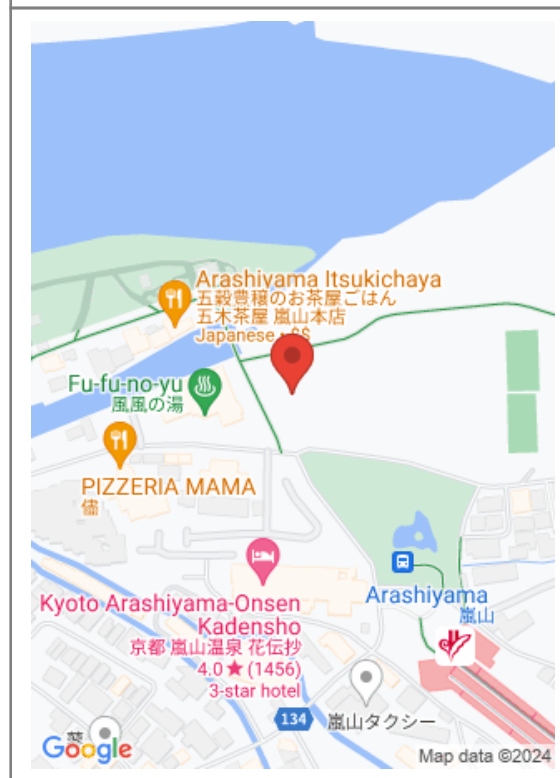 Arashiyama Itsukichaya
五穀豊穣のお茶屋ごはん
五木茶屋 嵐山本店
Japanese • $$
Fu-fu-no-yu
風風の湯
PIZZERIA MAMA
儘
Arashiyama
嵐山
Kyoto Arashiyama-Onsen
Kadensho
京都 嵐山温泉 花伝抄
4.0★ (1456)
3-star hotel
134
嵐山タクシー
Google
Map data ©2024